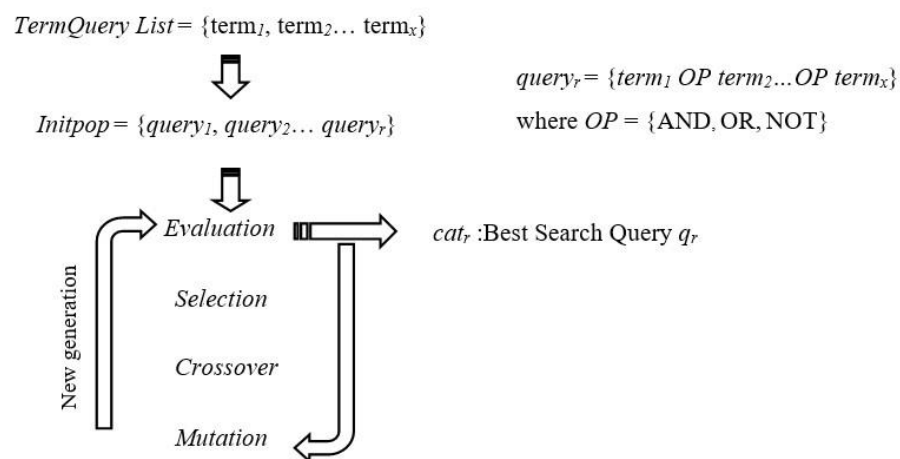 TermQuery List = {term1, term2… termx}
queryr = {term1 OP term2…OP termx}
Initpop = {query1, query2… queryr}
where OP = {AND, OR, NOT}
Evaluation
catr :Best Search Query qr
Selection
New generation
Crossover
Mutation